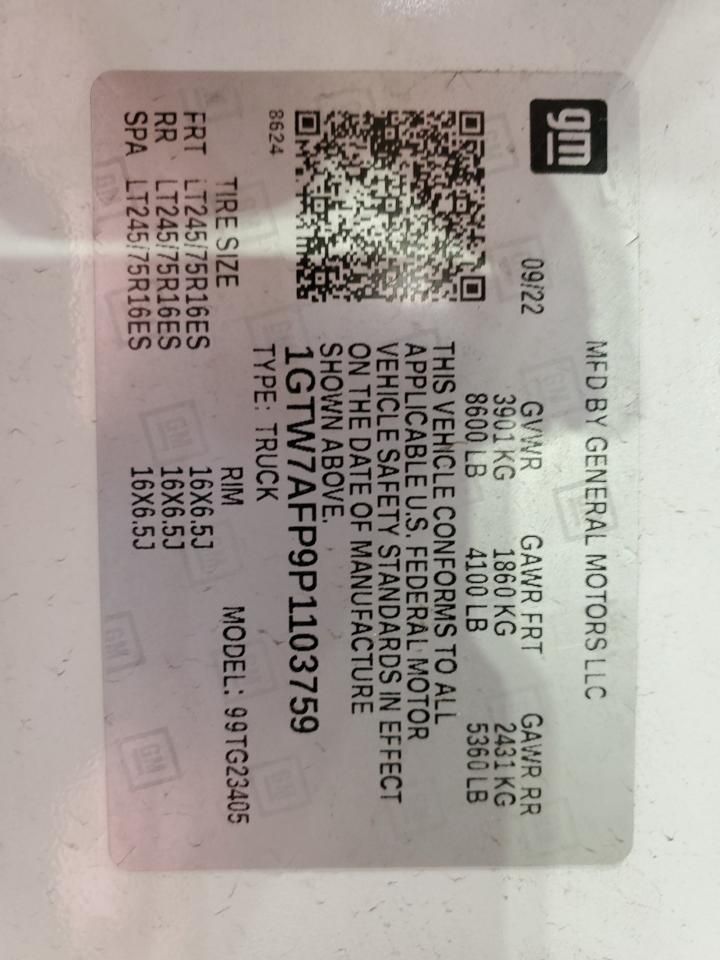 gm
MFD BY GENERAL MOTORS LLC
09/22 GVWR GAWR FRT GAWR RR
3901 KG 1860 KG 2431 KG
8600 LB 4100 LB 5360 LB
THIS VEHICLE CONFORMS TO ALL
APPLICABLE U.S. FEDERAL MOTOR
VEHICLE SAFETY STANDARDS IN EFFECT
ON THE DATE OF MANUFACTURE
SHOWN ABOVE.
1GTW7AFP9P1103759
8624
TYPE: TRUCK
TIRE SIZE RIM MODEL: 99TG23405
FRT LT245/75R16ES 16X6.5J
RR LT245/75R16ES 16X6.5J
SPA LT245/75R16ES 16X6.5J